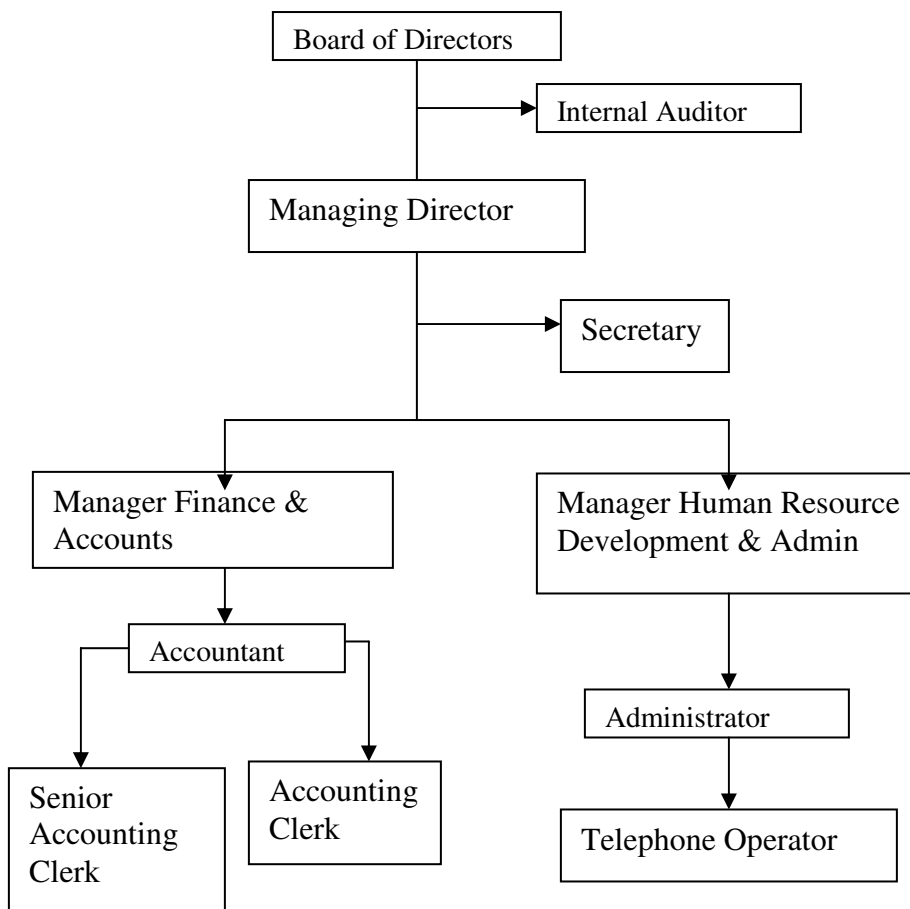 Board of Directors
Internal Auditor
Managing Director
Secretary
Manager Finance &
Accounts
Manager Human Resource
Development & Admin
Accountant
Administrator
Senior
Accounting
Clerk
Accounting
Clerk
Telephone Operator